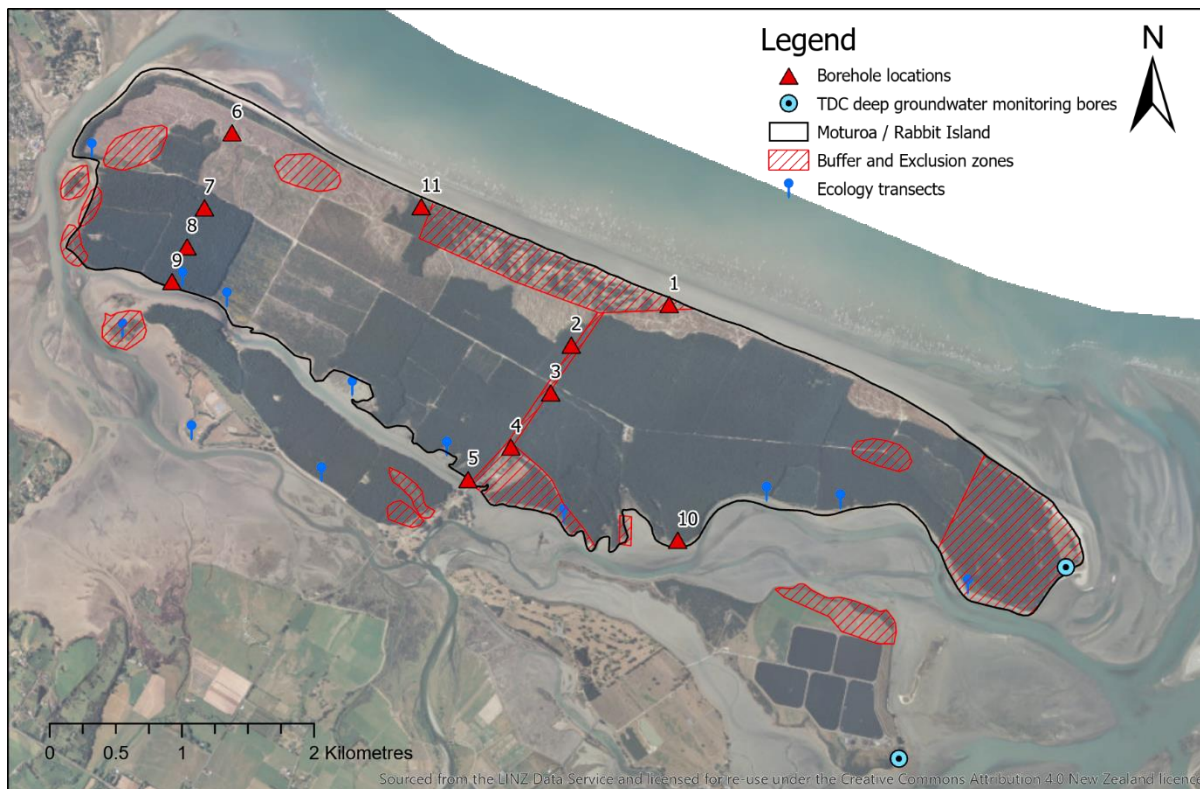 Legend
N
Borehole locations
TDC deep groundwater monitoring bores
Moturoa / Rabbit Island
Buffer and Exclusion zones
Ecology transects
6
7
11
8
9
1
2
3
4
5
10
0 0.5 1 2 Kilometres
Sourced from the LINZ Data Service and licensed for re-use under the Creative Commons Attribution 4.0 New Zealand licence